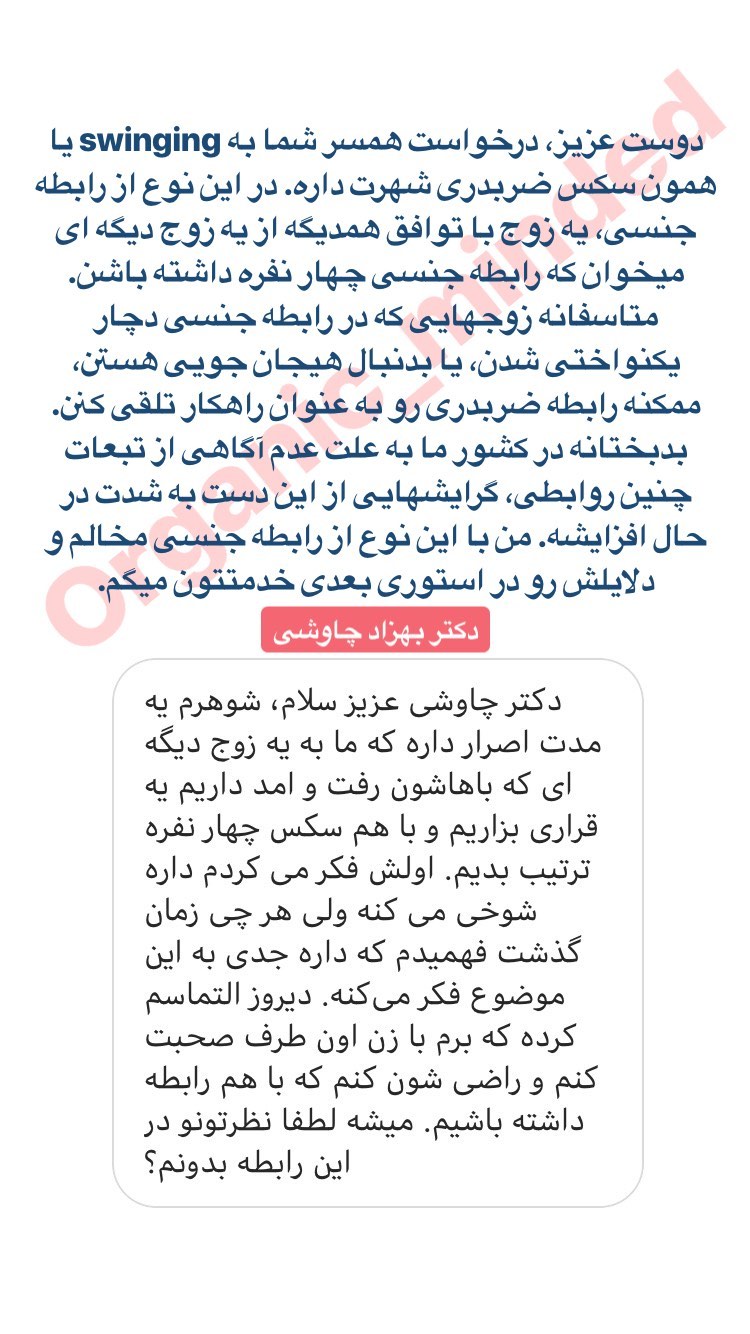 دوست عزیز، درخواست همسر شما به swinging یا
همون سکس ضربدری شهرت داره. در این نوع از رابطه
جنسی، یه زوج با توافق همدیگه از یه زوج دیگه ای
میخوان که رابطه جنسی چهار نفره داشته باشن.
متاسفانه زوجهایی که در رابطه جنسی دچار
یکنواختی شدن، یا بدنبال هیجان جویی هستن،
ممکنه رابطه ضربدری رو به عنوان راهکار تلقی کنن.
بدبختانه در کشور ما به علت عدم آگاهی از تبعات
چنین روابطی، گرایشهایی از این دست به شدت در
حال افزایشه. من با این نوع از رابطه جنسی مخالم و
دلایلش رو در استوری بعدی خدمتتون میگم.
Organic_minded
دکتر بهزاد چاوشی
دکتر چاوشی عزیز سلام، شوهرم یه
مدت اصرار داره که ما به یه زوج دیگه
ای که باهاشون رفت و امد داریم یه
قراری بزاریم و با هم سکس چهار نفره
ترتیب بدیم. اولش فکر می کردم داره
شوخی می کنه ولی هر چی زمان
گذشت فهمیدم که داره جدی به این
موضوع فکر می‌کنه. دیروز التماسم
کرده که برم با زن اون طرف صحبت
کنم و راضی شون کنم که با هم رابطه
داشته باشیم. میشه لطفا نظرتونو در
این رابطه بدونم؟